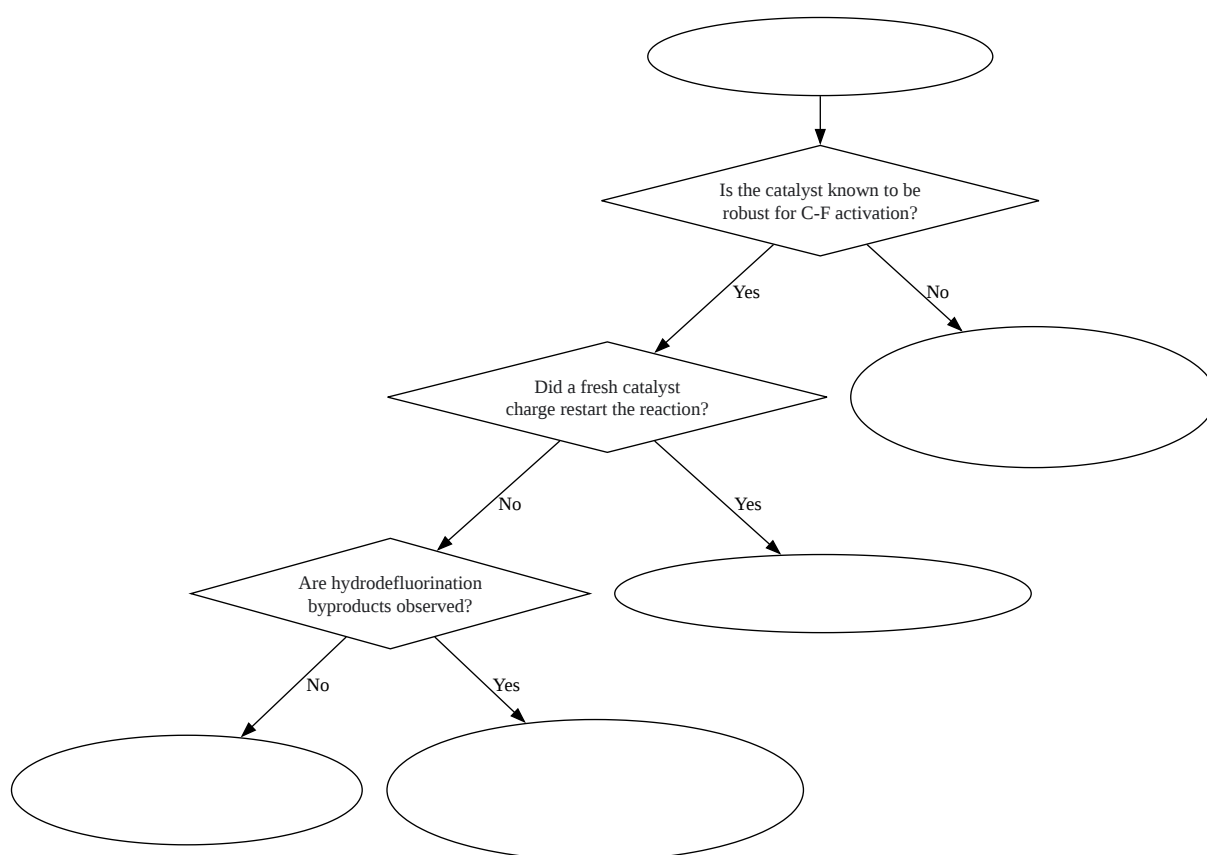 Is the catalyst known to be
robust for C-F activation?
Yes
No
Did a fresh catalyst
charge restart the reaction?
No
Yes
Are hydrodefluorination
byproducts observed?
No
Yes